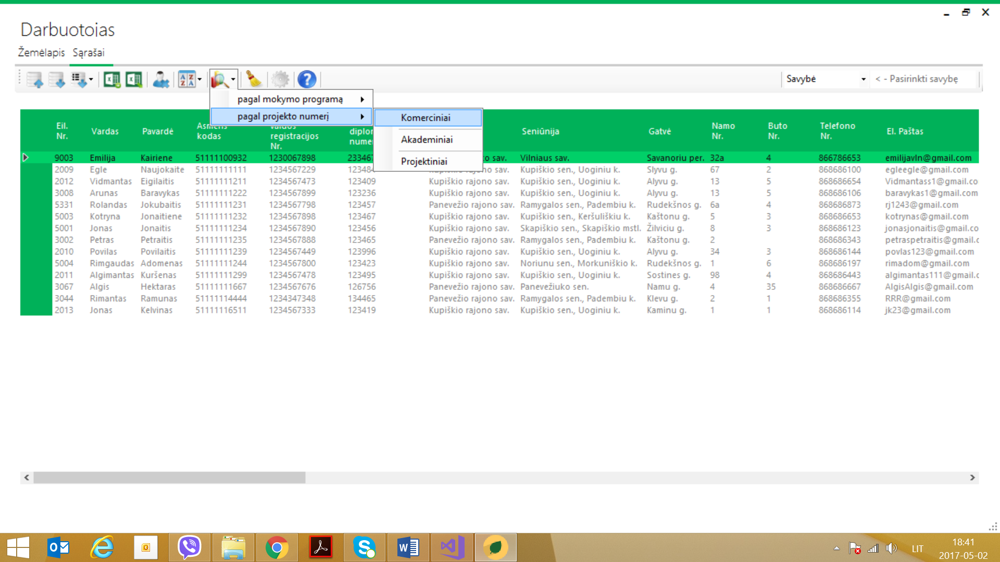 Darbuotojas
Žemėlapis Sąrašai
Savybė < - Pasirinkti savybę
pagal mokymo programą
pagal projekto numerį
Komerciniai
Akademiniai
Projektiniai
Eil. Nr. Vardas Pavardė Asmens kodas registracijos Nr. Seniūnija Gatvė Namo Nr. Buto Nr. Telefono Nr. El. Paštas
9003 Emilija Kairiene 51111100932 1230067898 sav. Vilniaus sav. Savanoriu per. 32a 4 866786653 emilijavln@gmail.com
2009 Egle Naujokaite 51111111111 1234567229 Kupiškio rajono sav. Kupiškio sen., Uoginiu k. Slyvu g. 67 2 868686100 egleegle@gmail.com
2012 Vidmantas Eigilaitis 51111111211 1234567473 123409 Kupiškio rajono sav. Kupiškio sen., Uoginiu k. Alyvu g. 13 5 868686654 Vidmantass1@gmail.co
3008 Arunas Baravykas 51111111222 1234567899 123236 Kupiškio rajono sav. Kupiškio sen., Uoginiu k. Alyvu g. 13 5 868686106 baravykas1@gmail.com
5331 Rolandas Jokubaitis 51111111231 1234567798 123457 Panevežio rajono sav. Ramygalos sen., Padembiu k. Rudekšnos g. 6a 4 868686873 rj1243@gmail.com
5003 Kotryna Jonaitiene 51111111232 1234567898 123467 Kupiškio rajono sav. Kupiškio sen., Keršuliškiu k. Kaštonu g. 5 3 868686653 kotrynas@gmail.com
5001 Jonas Jonaitis 51111111234 1234567890 123456 Kupiškio rajono sav. Skapiškio sen., Skapiškio mstl. Žilviciu g. 8 3 868686123 jonasjonaitis@gmail.co
3002 Petras Petraitis 51111111235 1234567888 123465 Panevežio rajono sav. Ramygalos sen., Padembiu k. Kaštonu g. 2 868686343 petraspetraitis@gmail.c
2010 Povilas Povilaitis 51111111239 1234567449 123996 Kupiškio rajono sav. Kupiškio sen., Uoginiu k. Alyvu g. 34 3 868686144 povlas123@gmail.com
5004 Rimgaudas Adomenas 51111111244 1234567800 123423 Kupiškio rajono sav. Noriunu sen., Morkuniškio k. Rudekšnos g. 1 6 868686197 rimadom@gmail.com
2011 Algimantas Kuršenas 51111111299 1234567478 123495 Kupiškio rajono sav. Kupiškio sen., Uoginiu k. Sostines g. 98 4 868686443 algimantas111@gmail.c
3067 Algis Hektaras 51111111667 1234567676 126756 Panevežio rajono sav. Panevežiuko sen. Namu g. 4 35 868686667 AlgisAlgis@gmail.com
3044 Rimantas Ramunas 51111114444 1234347348 134465 Panevežio rajono sav. Ramygalos sen., Padembiu k. Klevu g. 2 1 868686355 RRR@gmail.com
2013 Jonas Kelvinas 51111116511 1234567333 123419 Kupiškio rajono sav. Kupiškio sen., Uoginiu k. Kaminu g. 1 1 868686114 jk23@gmail.com
LIT
18:41
2017-05-02